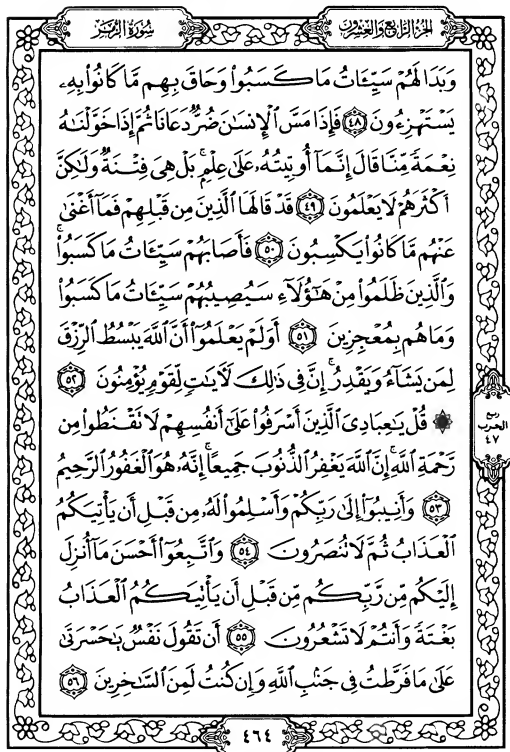 الجزء الرابع والعشرون
سورة الزمر
وَبَدَا لَهُمْ سَيِّـَٔاتُ مَا كَسَبُوا۟ وَحَاقَ بِهِم مَّا كَانُوا۟ بِهِۦ
يَسْتَهْزِءُونَ ٤٨ فَإِذَا مَسَّ ٱلْإِنسَـٰنَ ضُرٌّ دَعَانَا ثُمَّ إِذَا خَوَّلْنَـٰهُ
نِعْمَةً مِّنَّا قَالَ إِنَّمَآ أُوتِيتُهُۥ عَلَىٰ عِلْمٍۭ ۚ بَلْ هِىَ فِتْنَةٌ وَلَـٰكِنَّ
أَكْثَرَهُمْ لَا يَعْلَمُونَ ٤٩ قَدْ قَالَهَا ٱلَّذِينَ مِن قَبْلِهِمْ فَمَآ أَغْنَىٰ
عَنْهُم مَّا كَانُوا۟ يَكْسِبُونَ ٥٠ فَأَصَابَهُمْ سَيِّـَٔاتُ مَا كَسَبُوا۟ ۚ
وَٱلَّذِينَ ظَلَمُوا۟ مِنْ هَـٰٓؤُلَآءِ سَيُصِيبُهُمْ سَيِّـَٔاتُ مَا كَسَبُوا۟
وَمَا هُم بِمُعْجِزِينَ ٥١ أَوَلَمْ يَعْلَمُوٓا۟ أَنَّ ٱللَّهَ يَبْسُطُ ٱلرِّزْقَ
لِمَن يَشَآءُ وَيَقْدِرُ ۚ إِنَّ فِى ذَٰلِكَ لَـَٔايَـٰتٍ لِّقَوْمٍ يُؤْمِنُونَ ٥٢
۞ قُلْ يَـٰعِبَادِىَ ٱلَّذِينَ أَسْرَفُوا۟ عَلَىٰٓ أَنفُسِهِمْ لَا تَقْنَطُوا۟ مِن
رَّحْمَةِ ٱللَّهِ ۚ إِنَّ ٱللَّهَ يَغْفِرُ ٱلذُّنُوبَ جَمِيعًا ۚ إِنَّهُۥ هُوَ ٱلْغَفُورُ ٱلرَّحِيمُ
٥٣ وَأَنِيبُوٓا۟ إِلَىٰ رَبِّكُمْ وَأَسْلِمُوا۟ لَهُۥ مِن قَبْلِ أَن يَأْتِيَكُمُ
ٱلْعَذَابُ ثُمَّ لَا تُنصَرُونَ ٥٤ وَٱتَّبِعُوٓا۟ أَحْسَنَ مَآ أُنزِلَ
إِلَيْكُم مِّن رَّبِّكُم مِّن قَبْلِ أَن يَأْتِيَكُمُ ٱلْعَذَابُ
بَغْتَةً وَأَنتُمْ لَا تَشْعُرُونَ ٥٥ أَن تَقُولَ نَفْسٌ يَـٰحَسْرَتَىٰ
عَلَىٰ مَا فَرَّطتُ فِى جَنۢبِ ٱللَّهِ وَإِن كُنتُ لَمِنَ ٱلسَّـٰخِرِينَ ٥٦
ربع
الحزب
٤٧
٤٦٤